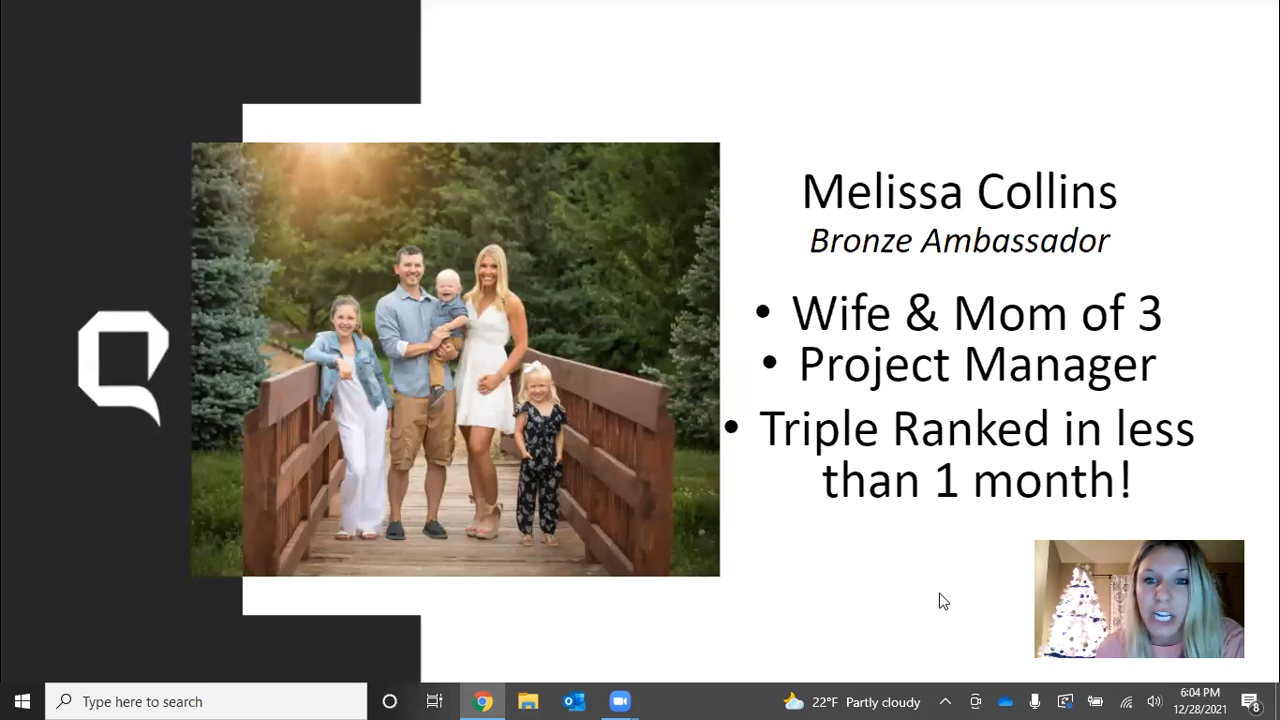 Melissa Collins
Bronze Ambassador
• Wife & Mom of 3
• Project Manager
• Triple Ranked in less
than 1 month!
Type here to search
22°F Partly cloudy
6:04 PM
12/28/2021
8